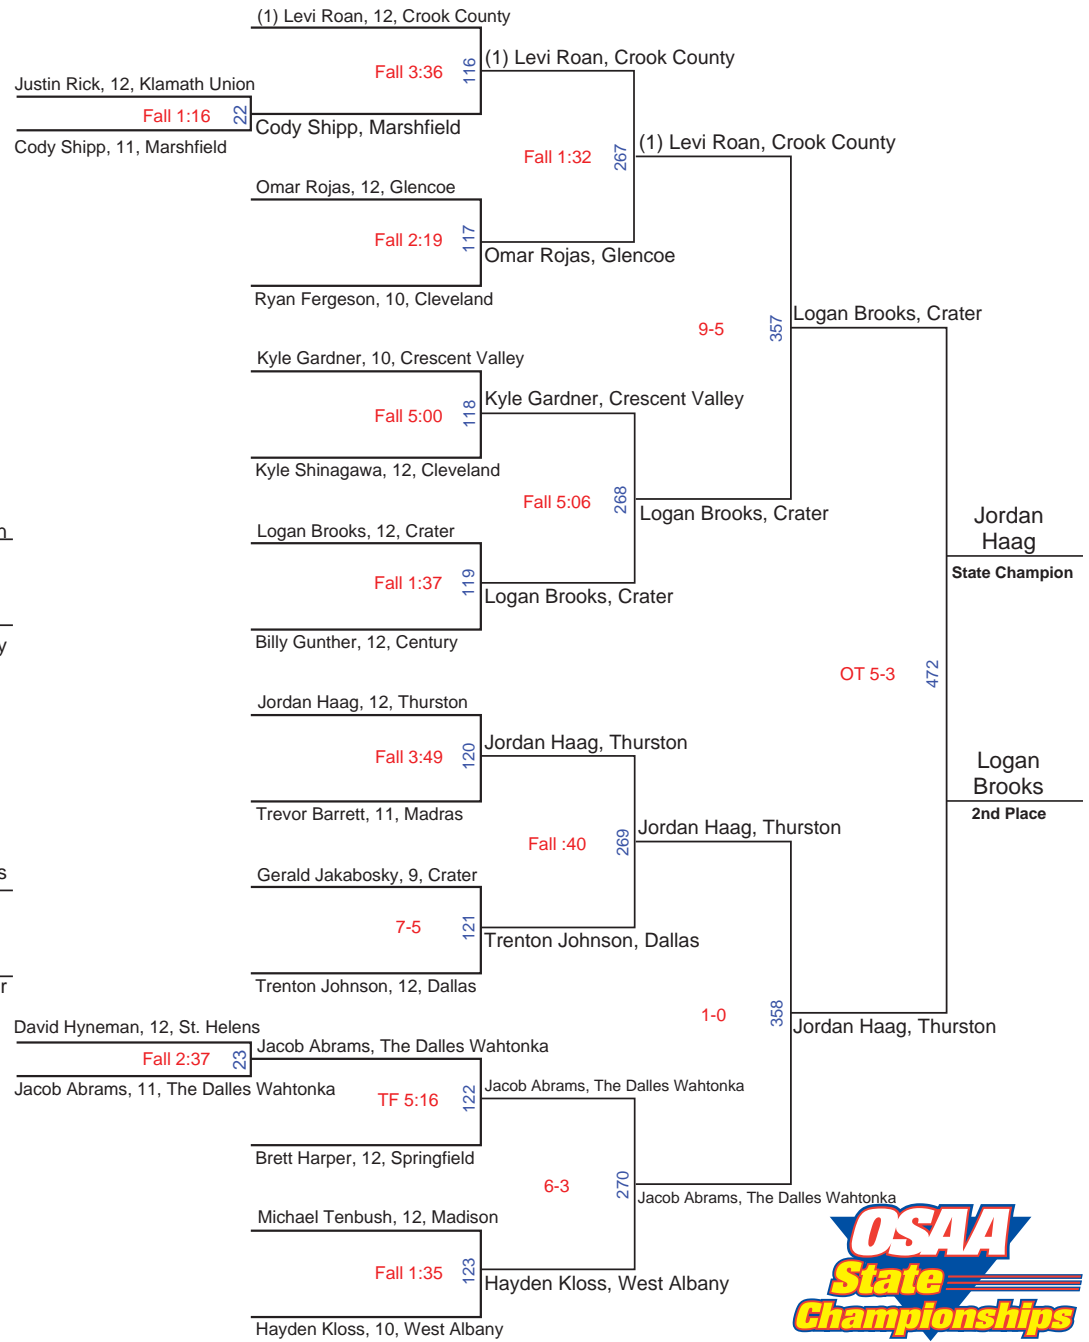 (1) Levi Roan, 12, Crook County
Fall 3:36
116
(1) Levi Roan, Crook County
Justin Rick, 12, Klamath Union
Fall 1:16
22
Cody Shipp, Marshfield
Cody Shipp, 11, Marshfield
Fall 1:32
267
(1) Levi Roan, Crook County
Omar Rojas, 12, Glencoe
Fall 2:19
117
Omar Rojas, Glencoe
Ryan Fergeson, 10, Cleveland
9-5
357
Logan Brooks, Crater
Kyle Gardner, 10, Crescent Valley
Fall 5:00
118
Kyle Gardner, Crescent Valley
Kyle Shinagawa, 12, Cleveland
Fall 5:06
268
Logan Brooks, Crater
Logan Brooks, 12, Crater
Fall 1:37
119
Logan Brooks, Crater
Billy Gunther, 12, Century
n
y
Jordan
Haag
State Champion
OT 5-3
472
Jordan Haag, 12, Thurston
Fall 3:49
120
Jordan Haag, Thurston
Trevor Barrett, 11, Madras
Logan
Brooks
2nd Place
Fall :40
269
Jordan Haag, Thurston
s
Gerald Jakabosky, 9, Crater
7-5
121
Trenton Johnson, Dallas
Trenton Johnson, 12, Dallas
r
1-0
358
Jordan Haag, Thurston
David Hyneman, 12, St. Helens
Fall 2:37
23
Jacob Abrams, The Dalles Wahtonka
Jacob Abrams, 11, The Dalles Wahtonka
TF 5:16
122
Jacob Abrams, The Dalles Wahtonka
Brett Harper, 12, Springfield
6-3
270
Jacob Abrams, The Dalles Wahtonka
Michael Tenbush, 12, Madison
Fall 1:35
123
Hayden Kloss, West Albany
Hayden Kloss, 10, West Albany
OSAA
State
Championships